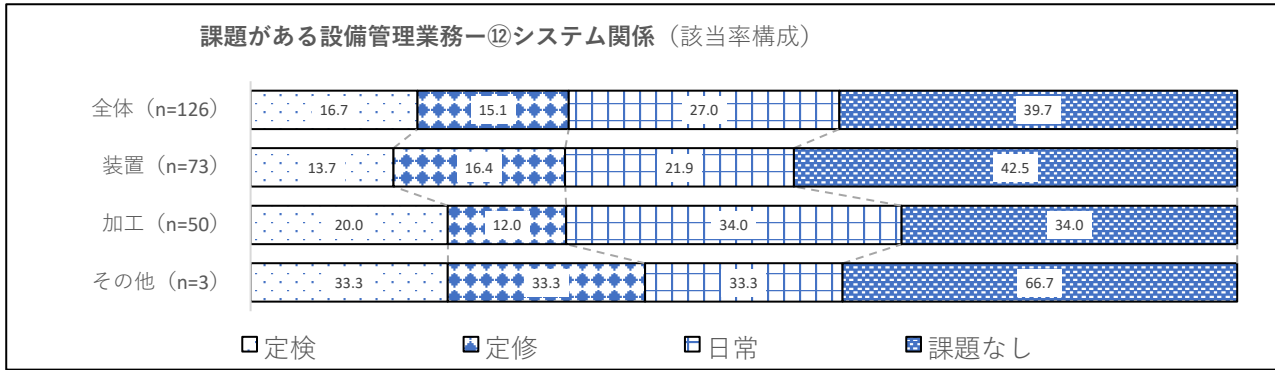 課題がある設備管理業務ー⑫システム関係（該当率構成）
全体（n=126） 16.7 15.1 27.0 39.7
装置（n=73） 13.7 16.4 21.9 42.5
加工（n=50） 20.0 12.0 34.0 34.0
その他（n=3） 33.3 33.3 33.3 66.7
定検 定修 日常 課題なし